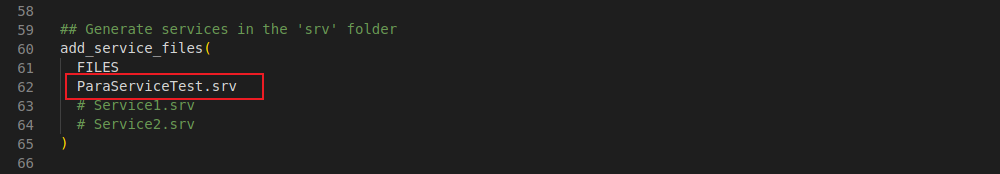 58
59 ## Generate services in the 'srv' folder
60 add_service_files(
61 FILES
62 ParaServiceTest.srv
63 # Service1.srv
64 # Service2.srv
65 )
66